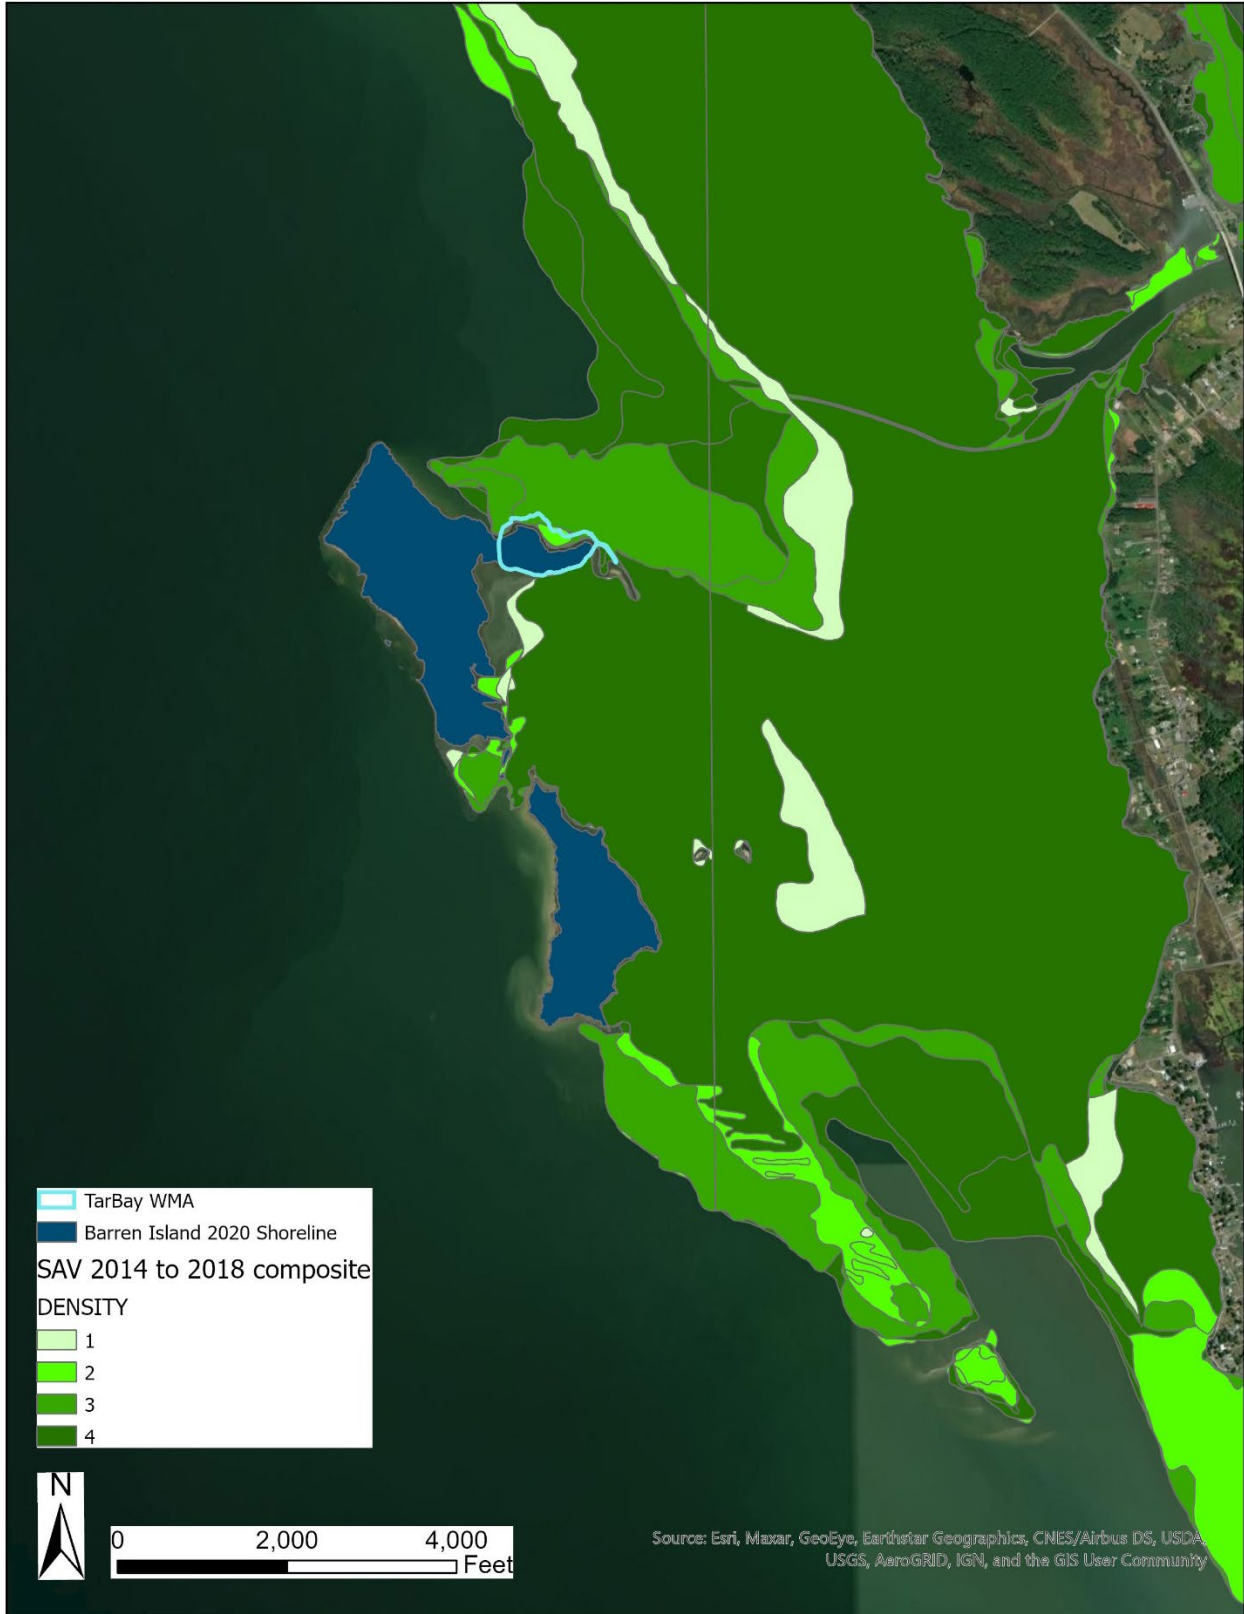 TarBay WMA
Barren Island 2020 Shoreline
SAV 2014 to 2018 composite
DENSITY
1
2
3
4
N
0 2,000 4,000
Feet
Source: Esri, Maxar, GeoEye, Earthstar Geographics, CNES/Airbus DS, USDA,
USGS, AeroGRID, IGN, and the GIS User Community